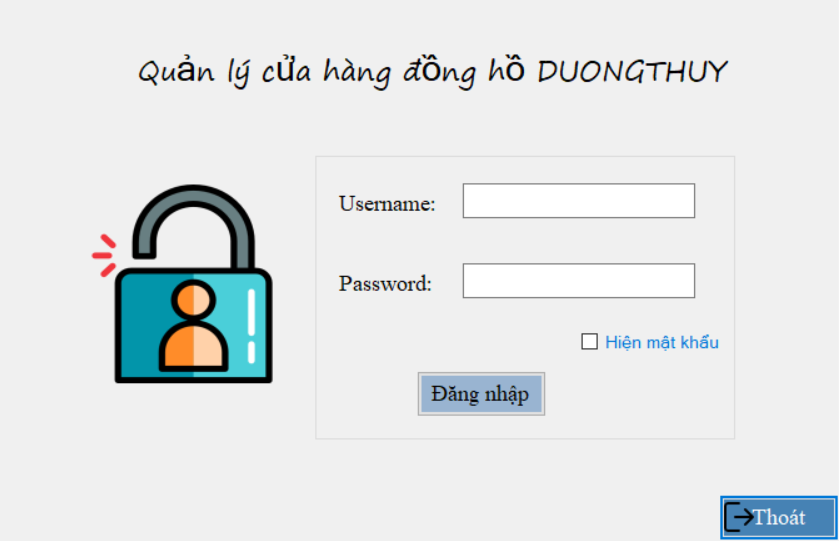 Quản lý cửa hàng đồng hồ DUONGTHUY
Username:
Password:
Hiện mật khẩu
Đăng nhập
Thoát